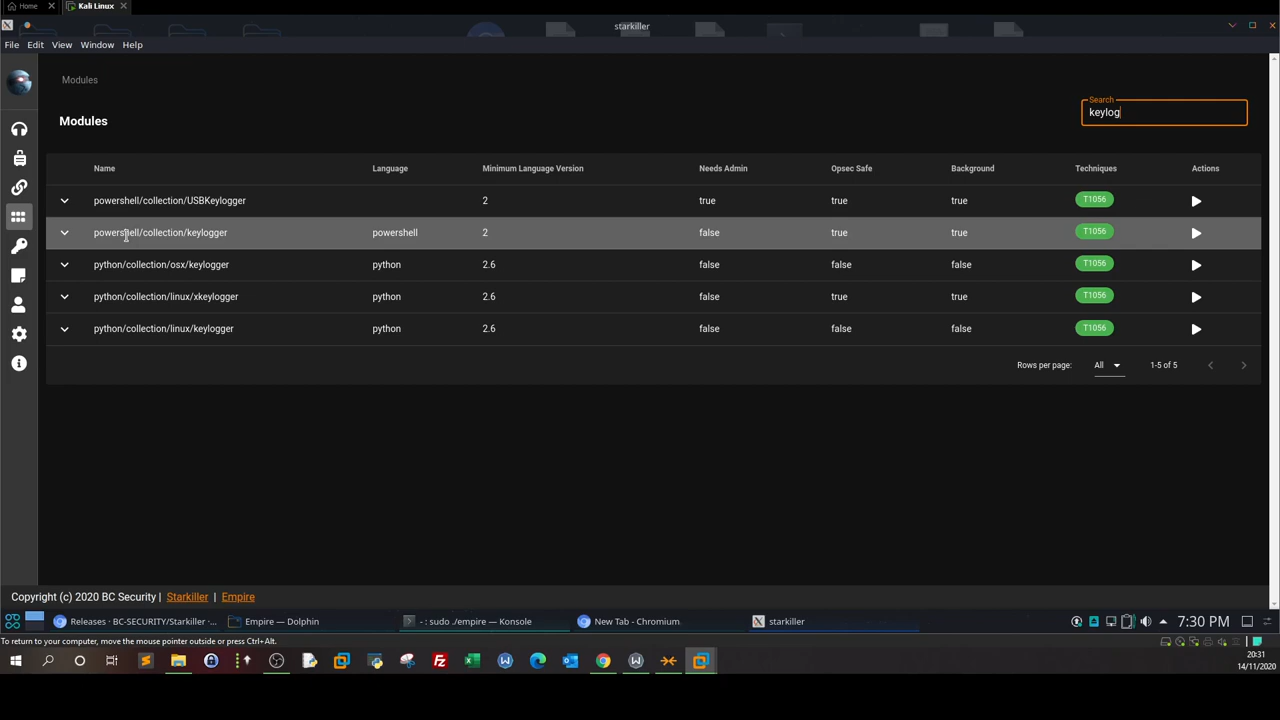 Home
Kali Linux
starkiller
File Edit View Window Help
Modules
Search
keylog
Modules
Name Language Minimum Language Version Needs Admin Opsec Safe Background Techniques Actions
powershell/collection/USBKeylogger 2 true true true T1056
powershell/collection/keylogger powershell 2 false true true T1056
python/collection/osx/keylogger python 2.6 false false false T1056
python/collection/linux/xkeylogger python 2.6 false true true T1056
python/collection/linux/keylogger python 2.6 false false false T1056
Rows per page: All 1-5 of 5
Copyright (c) 2020 BC Security | Starkiller | Empire
Releases · BC-SECURITY/Starkiller ·... Empire — Dolphin - : sudo ./empire — Konsole New Tab - Chromium starkiller 7:30 PM
To return to your computer, move the mouse pointer outside or press Ctrl+Alt.
20:31
14/11/2020